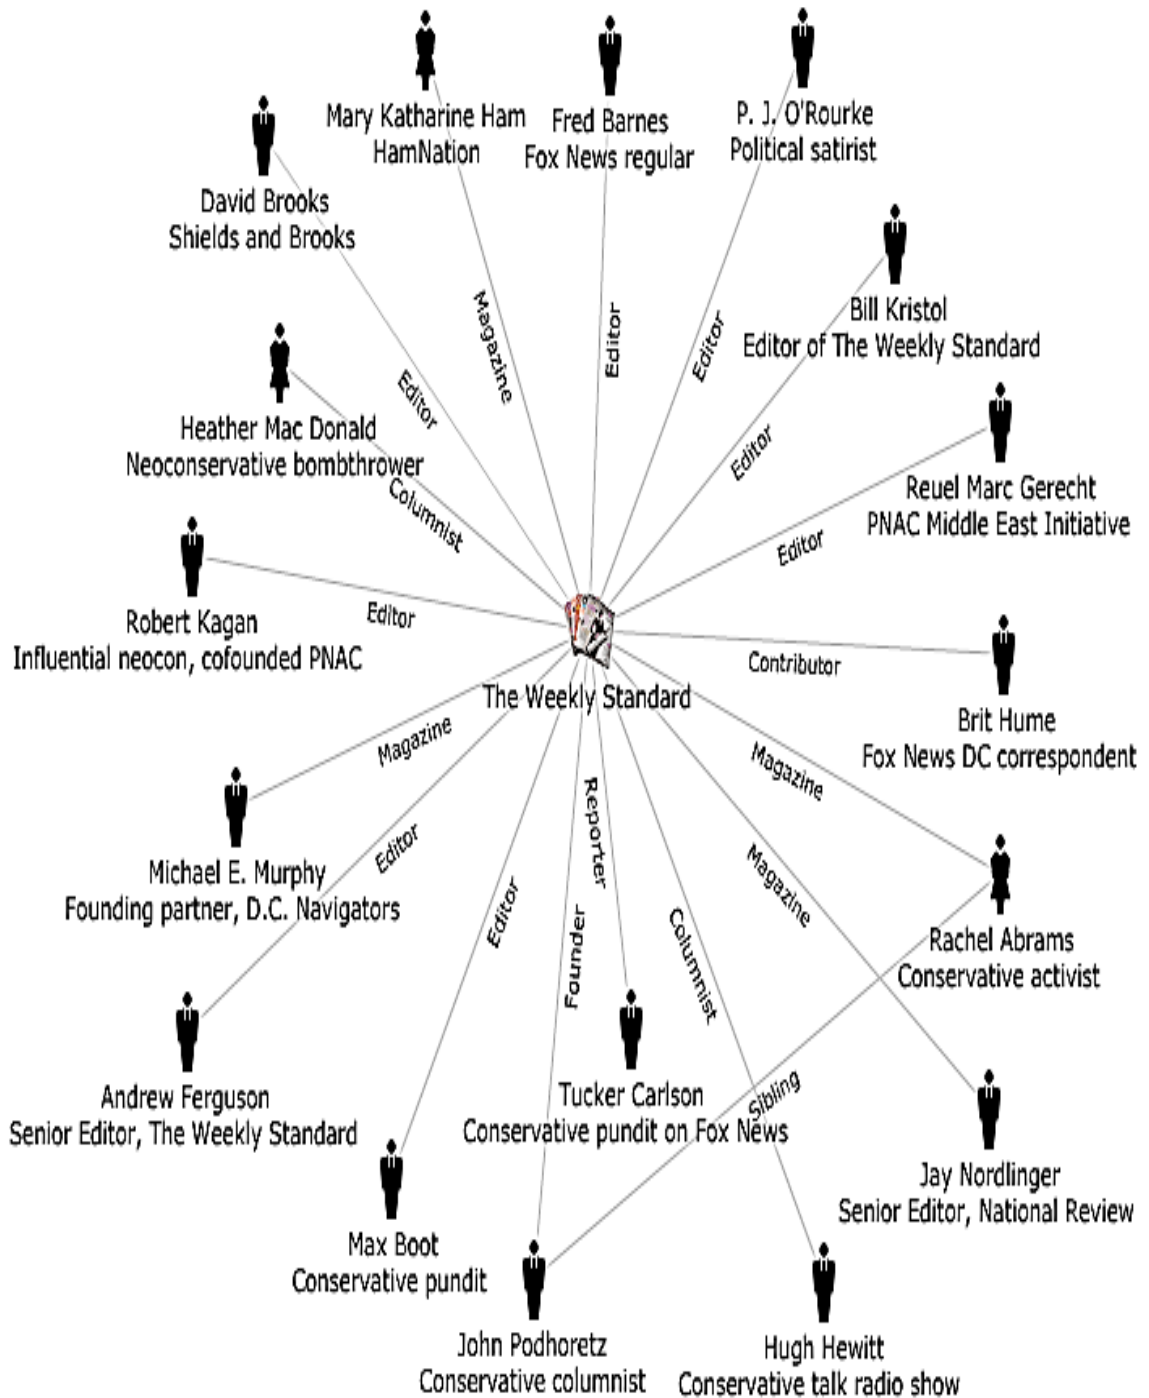 Mary Katharine Ham
HamNation
Fred Barnes
Fox News regular
P. J. O'Rourke
Political satirist
David Brooks
Shields and Brooks
Bill Kristol
Editor of The Weekly Standard
Magazine
Editor
Editor
Editor
Editor
Heather Mac Donald
Neoconservative bombthrower
Columnist
Reuel Marc Gerecht
PNAC Middle East Initiative
Editor
Robert Kagan
Influential neocon, cofounded PNAC
Editor
Contributor
The Weekly Standard
Brit Hume
Fox News DC correspondent
Magazine
Magazine
Michael E. Murphy
Founding partner, D.C. Navigators
Editor
Reporter
Magazine
Editor
Founder
Columnist
Rachel Abrams
Conservative activist
Andrew Ferguson
Senior Editor, The Weekly Standard
Tucker Carlson
Conservative pundit on Fox News
Sibling
Jay Nordlinger
Senior Editor, National Review
Max Boot
Conservative pundit
John Podhoretz
Conservative columnist
Hugh Hewitt
Conservative talk radio show